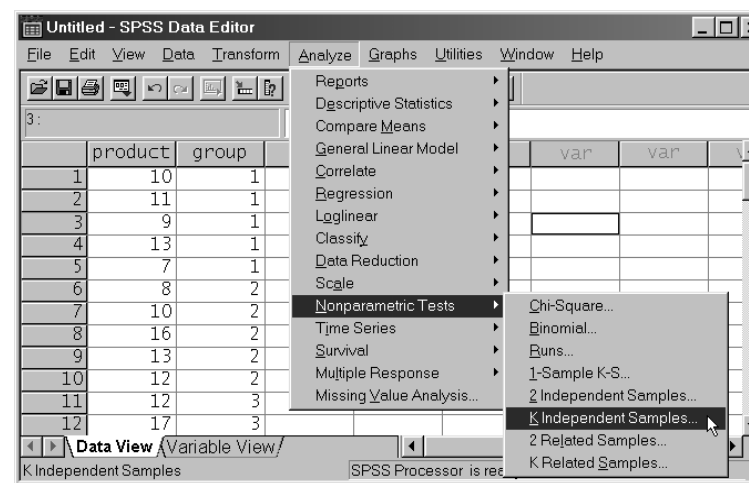 Untitled - SPSS Data Editor
File Edit View Data Transform Analyze Graphs Utilities Window Help
3:
product group var var
1 10 1
2 11 1
3 9 1
4 13 1
5 7 1
6 8 2
7 10 2
8 16 2
9 13 2
10 12 2
11 12 3
12 17 3
Reports
Descriptive Statistics
Compare Means
General Linear Model
Correlate
Regression
Loglinear
Classify
Data Reduction
Scale
Nonparametric Tests
Time Series
Survival
Multiple Response
Missing Value Analysis...
Chi-Square...
Binomial...
Runs...
1-Sample K-S...
2 Independent Samples...
K Independent Samples...
2 Related Samples...
K Related Samples...
Data View Variable View
K Independent Samples SPSS Processor is